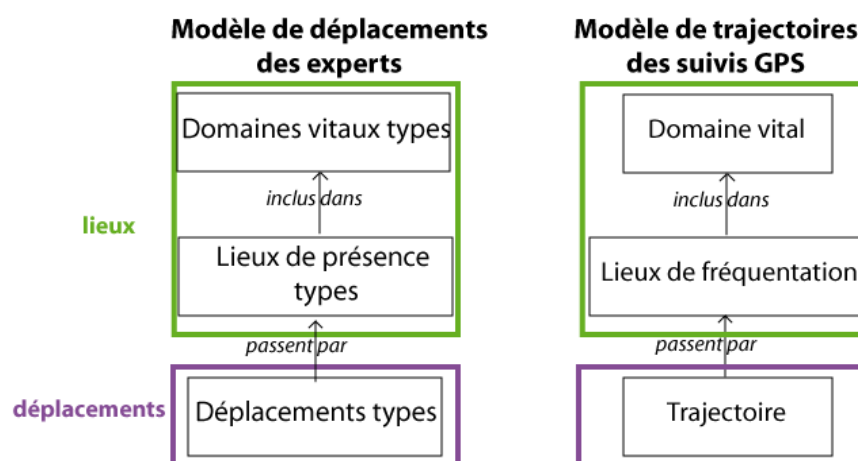 Modèle de déplacements
des experts
Modèle de trajectoires
des suivis GPS
Domaines vitaux types
Domaine vital
inclus dans
inclus dans
lieux
Lieux de présence
types
Lieux de fréquentation
passent par
passent par
déplacements
Déplacements types
Trajectoire